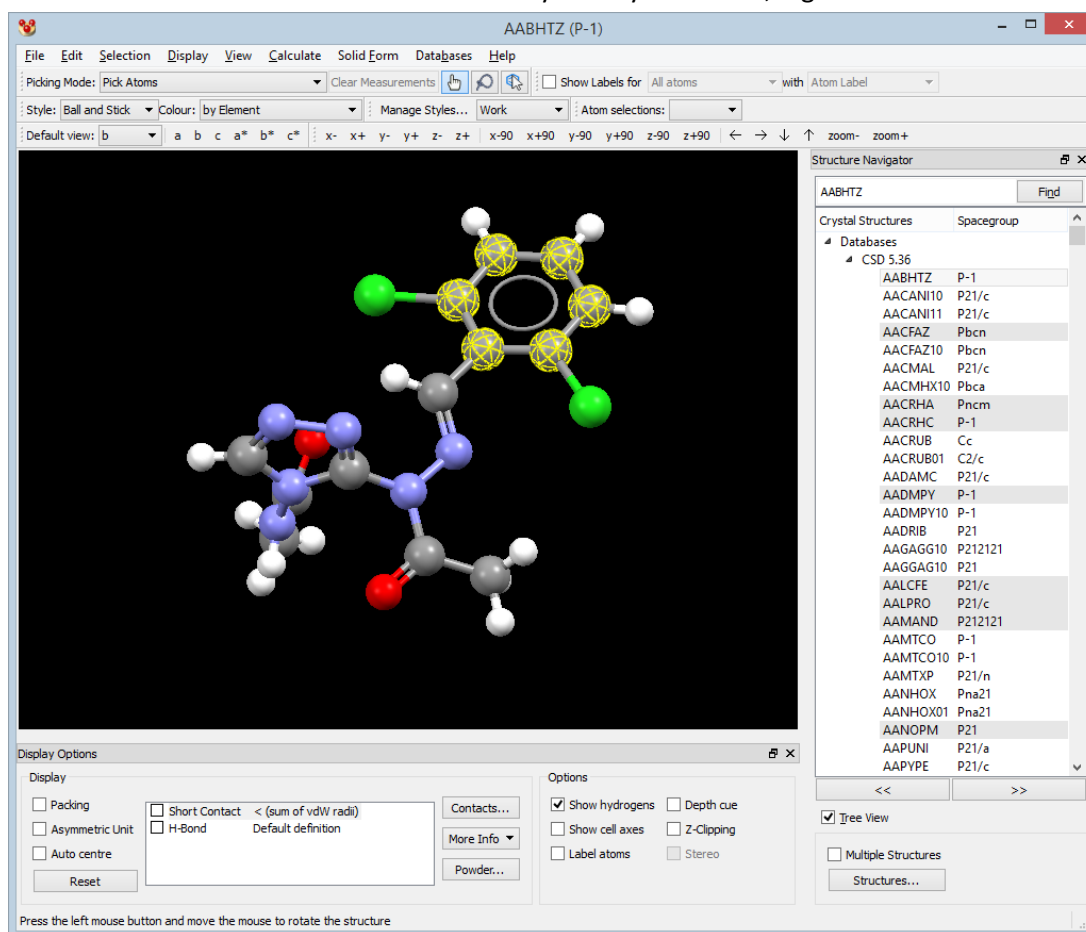 AABHTZ (P-1)
File Edit Selection Display View Calculate Solid Form Databases Help
Picking Mode: Pick Atoms Clear Measurements Show Labels for All atoms with Atom Label
Style: Ball and Stick Colour: by Element Manage Styles... Work Atom selections:
Default view: b a b c a* b* c* x- x+ y- y+ z- z+ x-90 x+90 y-90 y+90 z-90 z+90 ← → ↓ ↑ zoom- zoom+
Structure Navigator
AABHTZ Find
Crystal Structures Spacegroup
Databases
CSD 5.36
AABHTZ P-1
AACANI10 P21/c
AACANI11 P21/c
AACFAZ Pbcn
AACFAZ10 Pbcn
AACMAL P21/c
AACMHX10 Pbca
AACRHA Pncm
AACRHC P-1
AACRUB Cc
AACRUB01 C2/c
AADAMC P21/c
AADMPY P-1
AADMPY10 P-1
AADRIB P21
AAGAGG10 P212121
AAGGAG10 P21
AALCFE P21/c
AALPRO P21/c
AAMAND P212121
AAMTCO P-1
AAMTCO10 P-1
AAMTXP P21/n
AANHOX Pna21
AANHOX01 Pna21
AANOPM P21
AAPUNI P21/a
AAPYPE P21/c
<< >>
Tree View
Multiple Structures
Structures...
Display Options
Display
Packing
Asymmetric Unit
Auto centre
Reset
Short Contact < (sum of vdW radii)
H-Bond Default definition
Contacts...
More Info
Powder...
Options
Show hydrogens Depth cue
Show cell axes Z-Clipping
Label atoms Stereo
Press the left mouse button and move the mouse to rotate the structure